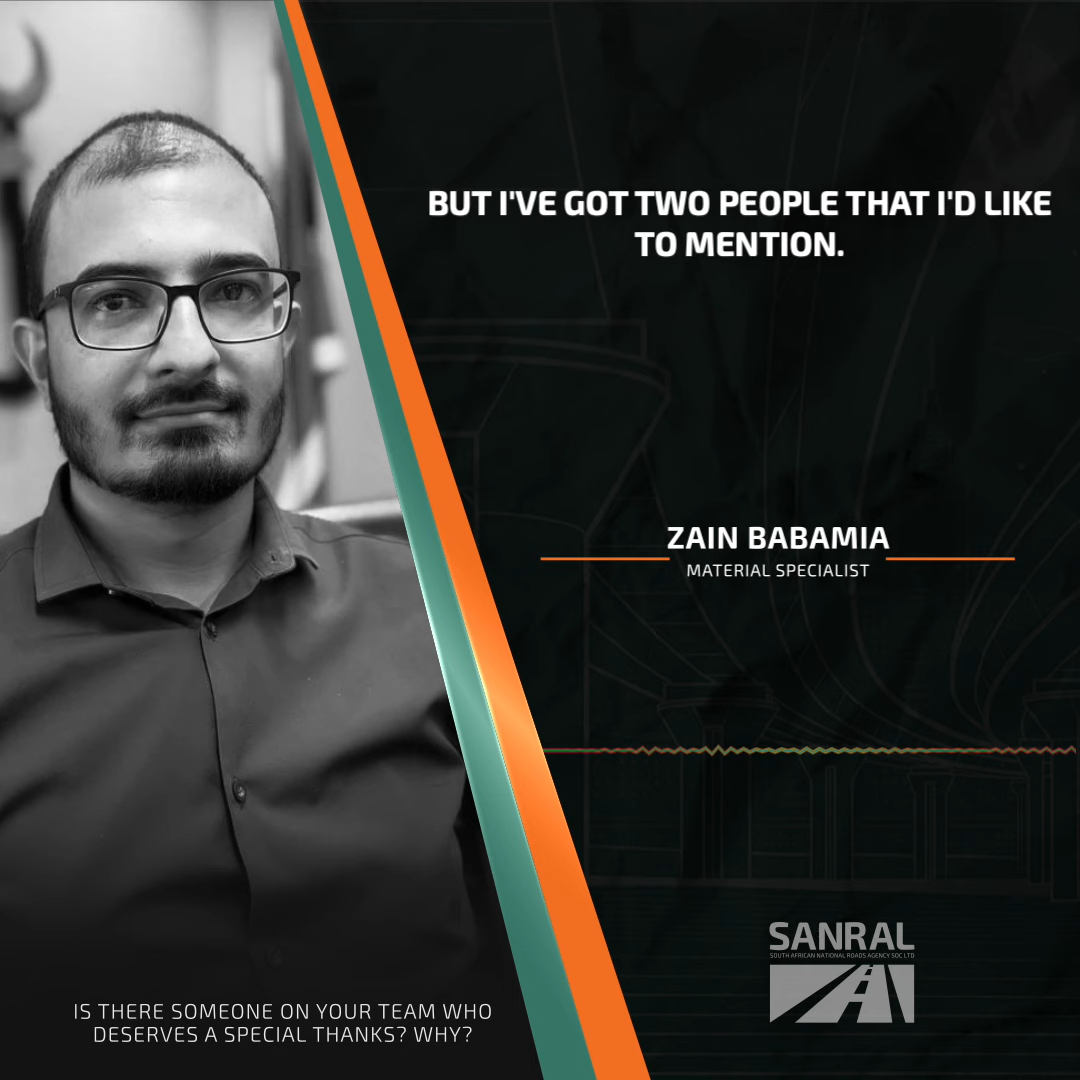 BUT I'VE GOT TWO PEOPLE THAT I'D LIKE
TO MENTION.
ZAIN BABAMIA
MATERIAL SPECIALIST
SANRAL
SOUTH AFRICAN NATIONAL ROADS AGENCY SOC LTD
IS THERE SOMEONE ON YOUR TEAM WHO
DESERVES A SPECIAL THANKS? WHY?